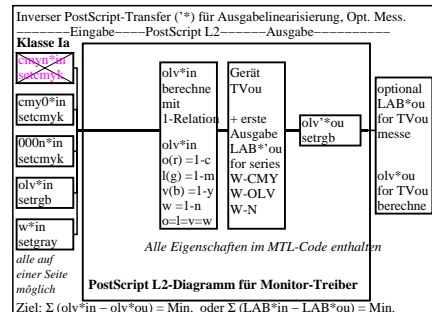 Inverser PostScript-Transfer ('*) für Ausgabelinearisierung, Opt. Mess.
–––––––Eingabe––––PostScript L2––––––Ausgabe––––––––––
Klasse Ia
cmyn*in
setcmyk
cmy0*in
setcmyk
000n*in
setcmyk
olv*in
setrgb
w*in
setgray
alle auf
einer Seite
möglich
olv*in
berechne
mit
1-Relation
olv*in
o(r) =1-c
l(g) =1-m
v(b) =1-y
w =1-n
o=l=v=w
Gerät
TVou
+ erste
Ausgabe
LAB*'ou
for series
W-CMY
W-OLV
W-N
olv'*ou
setrgb
optional
LAB*ou
for TVou
messe
olv*ou
for TVou
berechne
Alle Eigenschaften im MTL-Code enthalten
PostScript L2-Diagramm für Monitor-Treiber
Ziel: Σ (olv*in – olv*ou) = Min. oder Σ (LAB*in – LAB*ou) = Min.